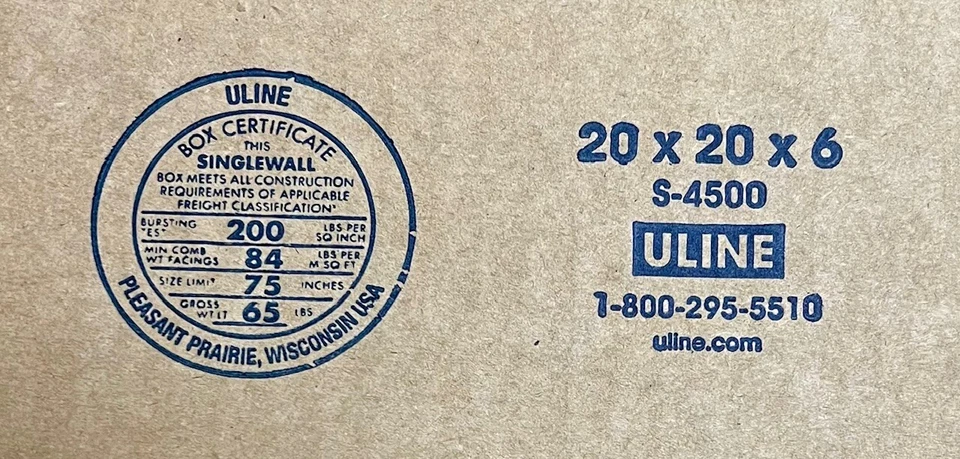 ULINE
BOX CERTIFICATE
THIS
SINGLEWALL
BOX MEETS ALL CONSTRUCTION
REQUIREMENTS OF APPLICABLE
FREIGHT CLASSIFICATION
BURSTING 200 LBS PER
SQ INCH
MIN COMB 84 LBS PER
WT FACINGS M SQ FT
SIZE LIMIT 75 INCHES
GROSS 65 LBS
WT LT
PLEASANT PRAIRIE, WISCONSIN USA
20 x 20 x 6
S-4500
ULINE
1-800-295-5510
uline.com